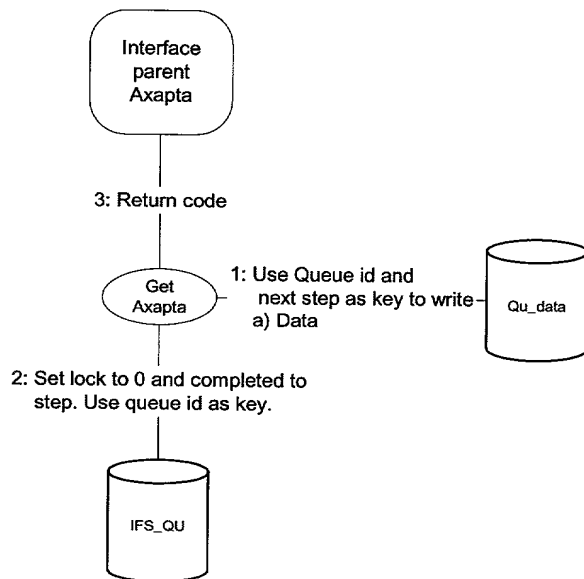 Interface
parent
Axapta
3: Return code
Get
Axapta
1: Use Queue id and
next step as key to write
a) Data
Qu_data
2: Set lock to 0 and completed to
step. Use queue id as key.
IFS_QU